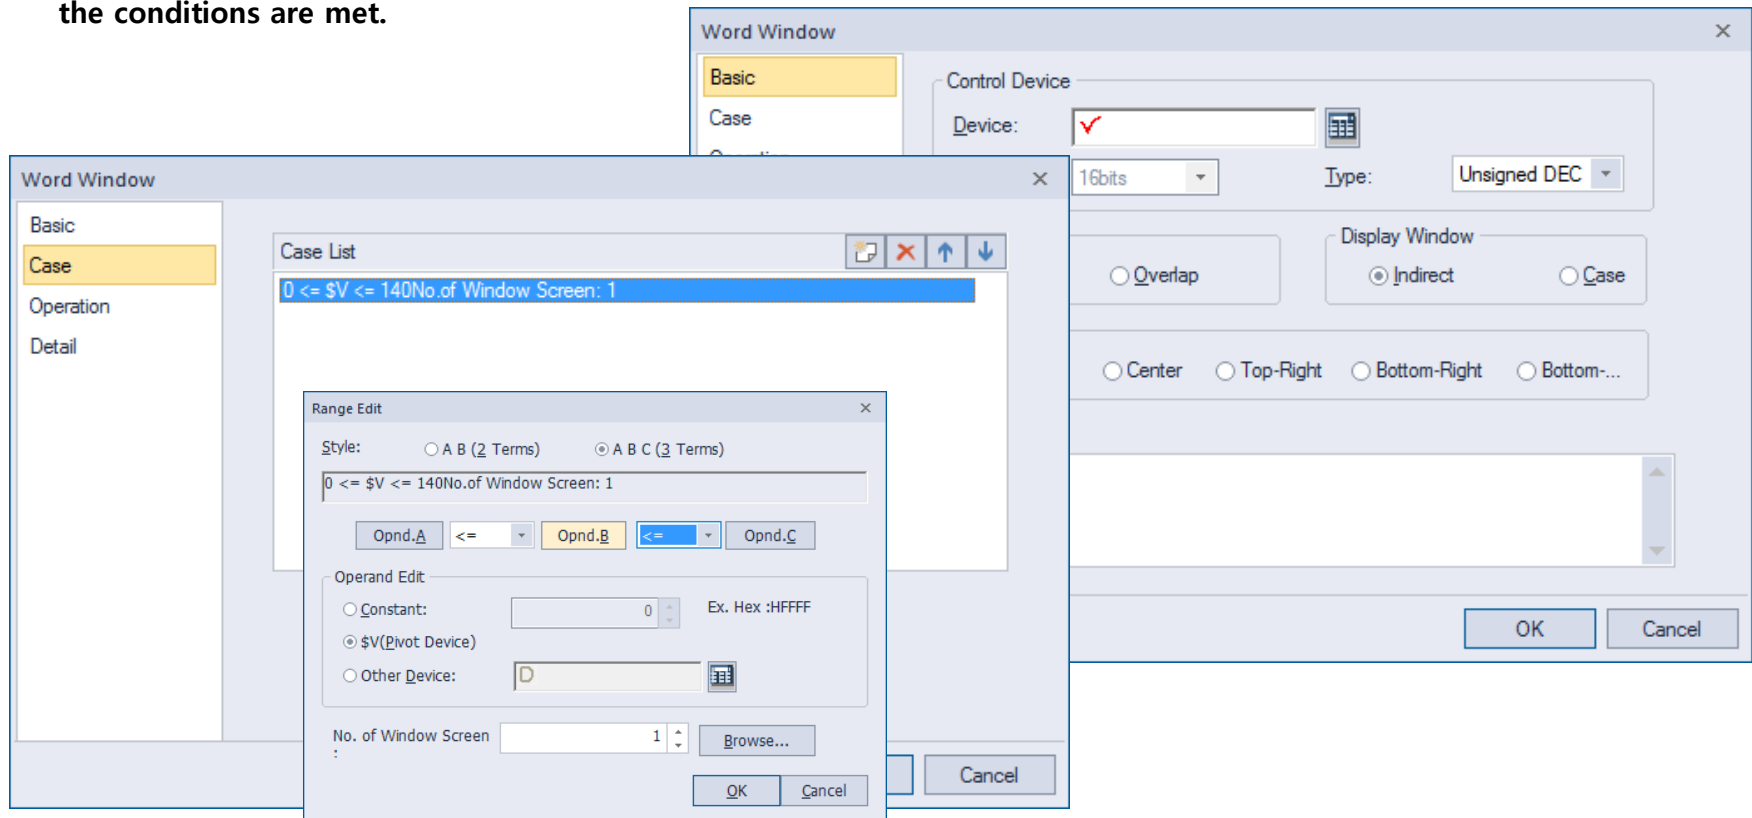 the conditions are met.
Word Window
Basic
Case
Control Device
Device:
16bits
Type:
Unsigned DEC
Overlap
Display Window
Indirect
Case
Center
Top-Right
Bottom-Right
Bottom-...
OK
Cancel
Word Window
Basic
Case
Operation
Detail
Case List
0 <= $V <= 140No.of Window Screen: 1
Cancel
Range Edit
Style:
A B (2 Terms)
A B C (3 Terms)
0 <= $V <= 140No.of Window Screen: 1
Opnd.A
<=
Opnd.B
<=
Opnd.C
Operand Edit
Constant:
0
Ex. Hex :HFFFF
$V(Pivot Device)
Other Device:
D
No. of Window Screen
:
1
Browse...
OK
Cancel